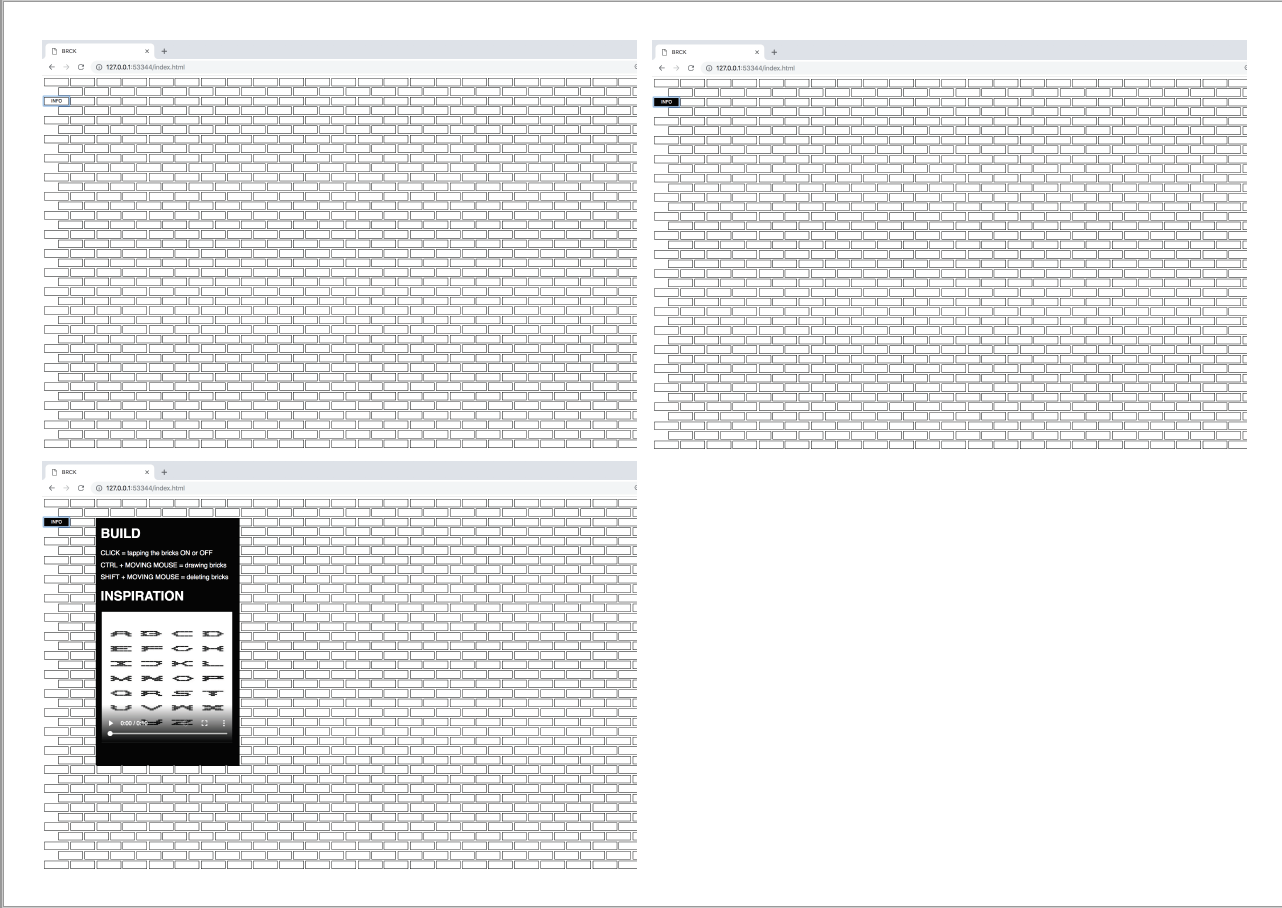 BRCK
127.0.0.1:53344/index.html
INFO
BRCK
127.0.0.1:53344/index.html
INFO
BRCK
127.0.0.1:53344/index.html
INFO
BUILD
CLICK = tapping the bricks ON or OFF
CTRL + MOVING MOUSE = drawing bricks
SHIFT + MOVING MOUSE = deleting bricks
INSPIRATION
A B C D
E F G H
I J K L
M N O P
Q R S T
U V W X
0:00 / 0:10 Z